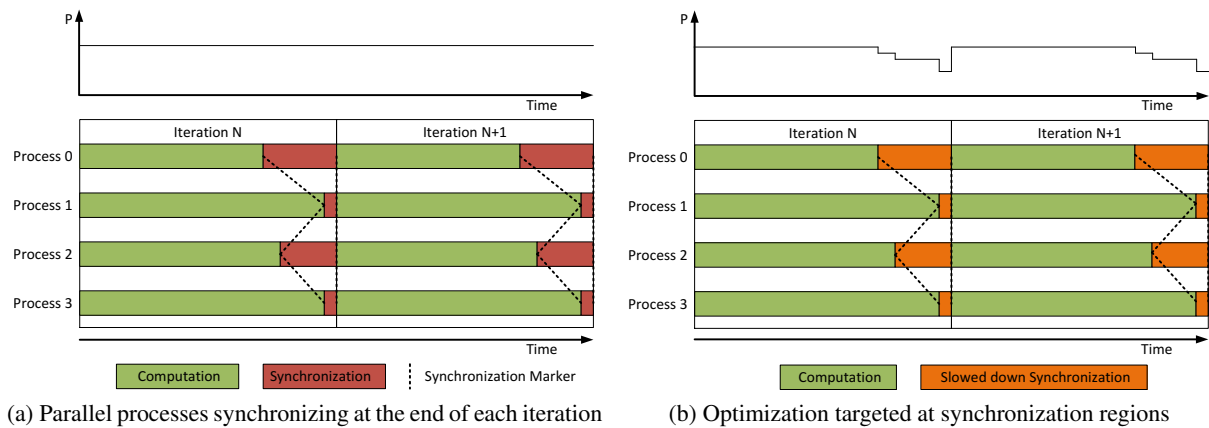 P
Time
Iteration N
Iteration N+1
Process 0
Process 1
Process 2
Process 3
Time
Computation
Synchronization
Synchronization Marker
(a) Parallel processes synchronizing at the end of each iteration
P
Time
Iteration N
Iteration N+1
Process 0
Process 1
Process 2
Process 3
Time
Computation
Slowed down Synchronization
(b) Optimization targeted at synchronization regions